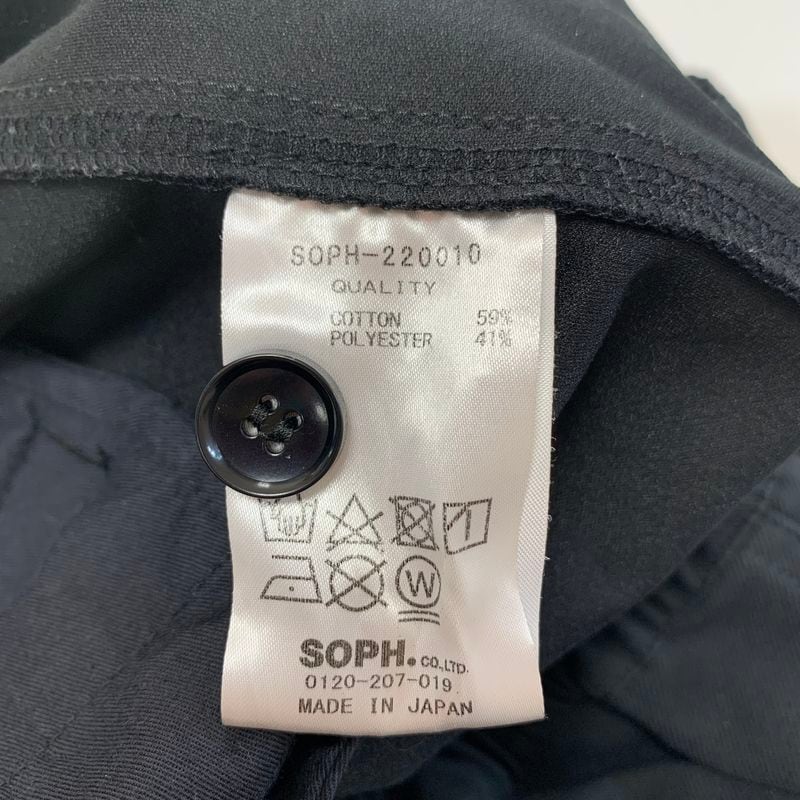 SOPH-220010
QUALITY
COTTON 59%
POLYESTER 41%
W
SOPH. CO.,LTD.
0120-207-019
MADE IN JAPAN